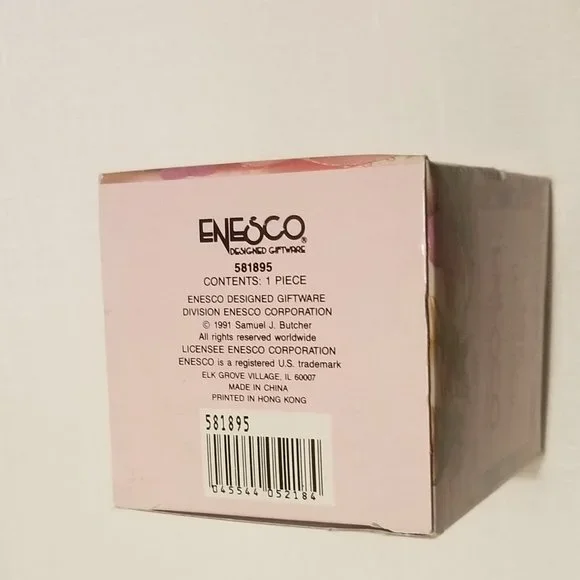 ENESCO®
DESIGNED GIFTWARE
581895
CONTENTS: 1 PIECE
ENESCO DESIGNED GIFTWARE
DIVISION ENESCO CORPORATION
© 1991 Samuel J. Butcher
All rights reserved worldwide
LICENSEE ENESCO CORPORATION
ENESCO is a registered U.S. trademark
ELK GROVE VILLAGE, IL 60007
MADE IN CHINA
PRINTED IN HONG KONG
581895
045544 052184